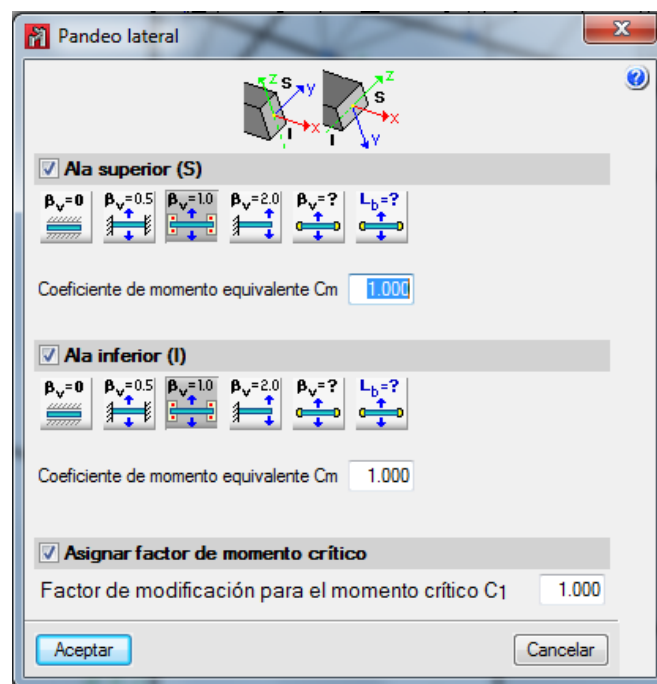 Pandeo lateral
x
?
Z S Y X I
Z S X I Y
Ala superior (S)
βv=0 βv=0.5 βv=1.0 βv=2.0 βv=? Lb=?
Coeficiente de momento equivalente Cm 1.000
Ala inferior (I)
βv=0 βv=0.5 βv=1.0 βv=2.0 βv=? Lb=?
Coeficiente de momento equivalente Cm 1.000
Asignar factor de momento crítico
Factor de modificación para el momento crítico C1 1.000
Aceptar Cancelar